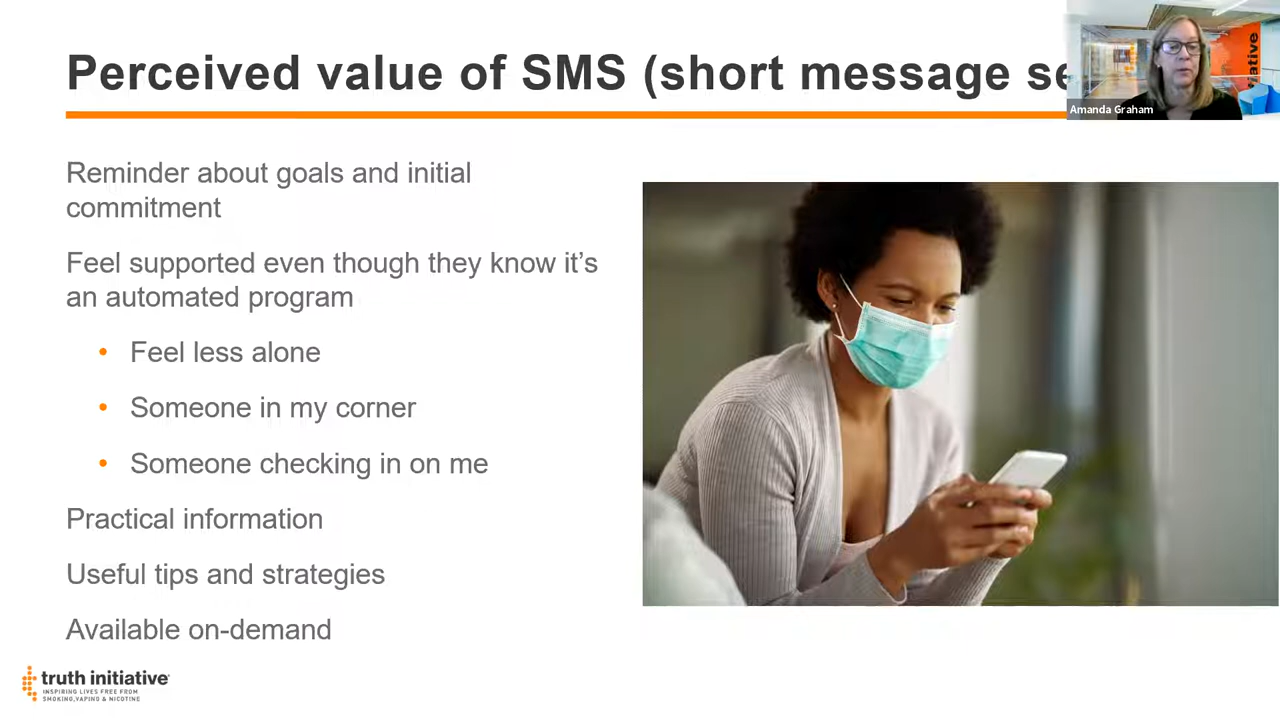 Perceived value of SMS (short message se
Amanda Graham
Reminder about goals and initial
commitment
Feel supported even though they know it’s
an automated program
• Feel less alone
• Someone in my corner
• Someone checking in on me
Practical information
Useful tips and strategies
Available on-demand
truth initiative®
INSPIRING LIVES FREE FROM
SMOKING, VAPING & NICOTINE
itiative